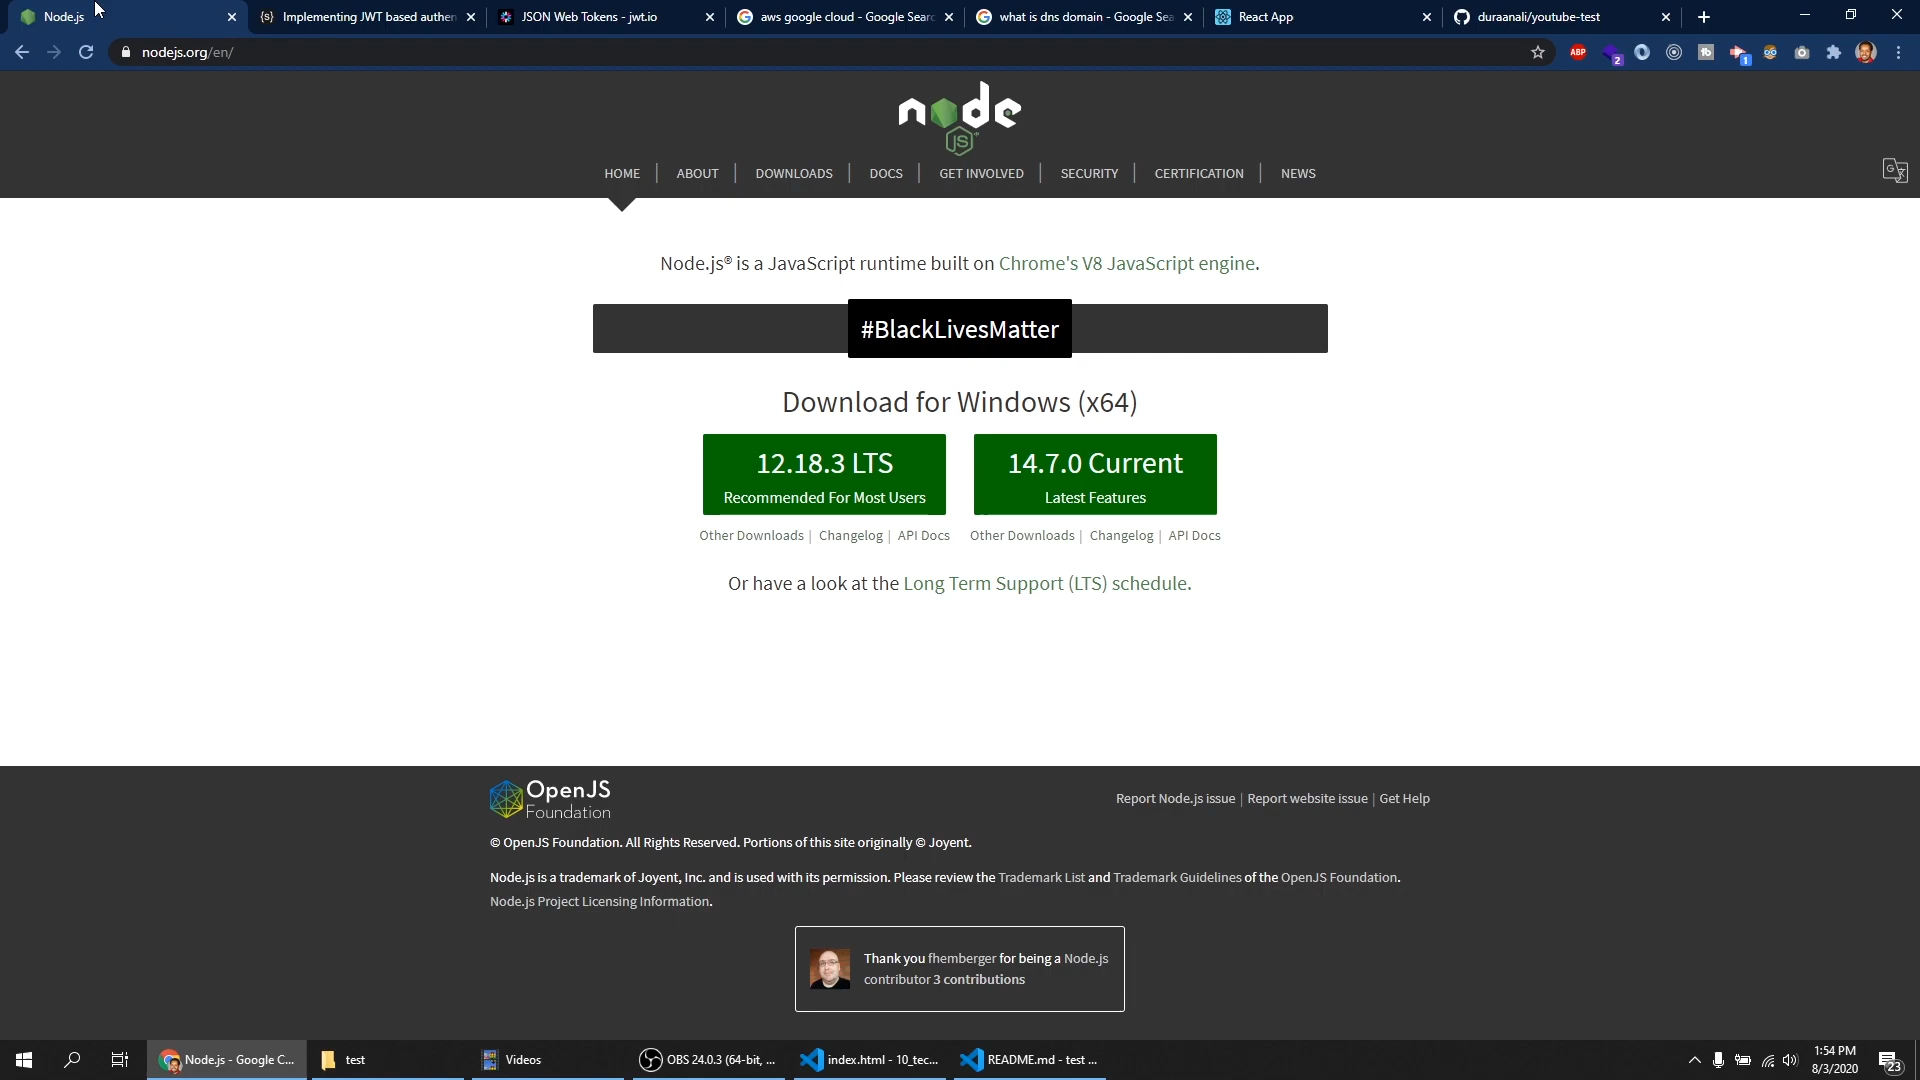 Node.js
Implementing JWT based authen
JSON Web Tokens - jwt.io
aws google cloud - Google Searc
what is dns domain - Google Sea
React App
duraanali/youtube-test
nodejs.org/en/
ABP
2
tb
1
node
JS
HOME
ABOUT
DOWNLOADS
DOCS
GET INVOLVED
SECURITY
CERTIFICATION
NEWS
Node.js® is a JavaScript runtime built on Chrome's V8 JavaScript engine.
#BlackLivesMatter
Download for Windows (x64)
12.18.3 LTS
Recommended For Most Users
14.7.0 Current
Latest Features
Other Downloads | Changelog | API Docs
Other Downloads | Changelog | API Docs
Or have a look at the Long Term Support (LTS) schedule.
OpenJS
Foundation
Report Node.js issue | Report website issue | Get Help
© OpenJS Foundation. All Rights Reserved. Portions of this site originally © Joyent.
Node.js is a trademark of Joyent, Inc. and is used with its permission. Please review the Trademark List and Trademark Guidelines of the OpenJS Foundation.
Node.js Project Licensing Information.
Thank you fhemberger for being a Node.js
contributor 3 contributions
Node.js - Google C...
test
Videos
OBS 24.0.3 (64-bit, ...
index.html - 10_tec...
README.md - test ...
1:54 PM
8/3/2020
23